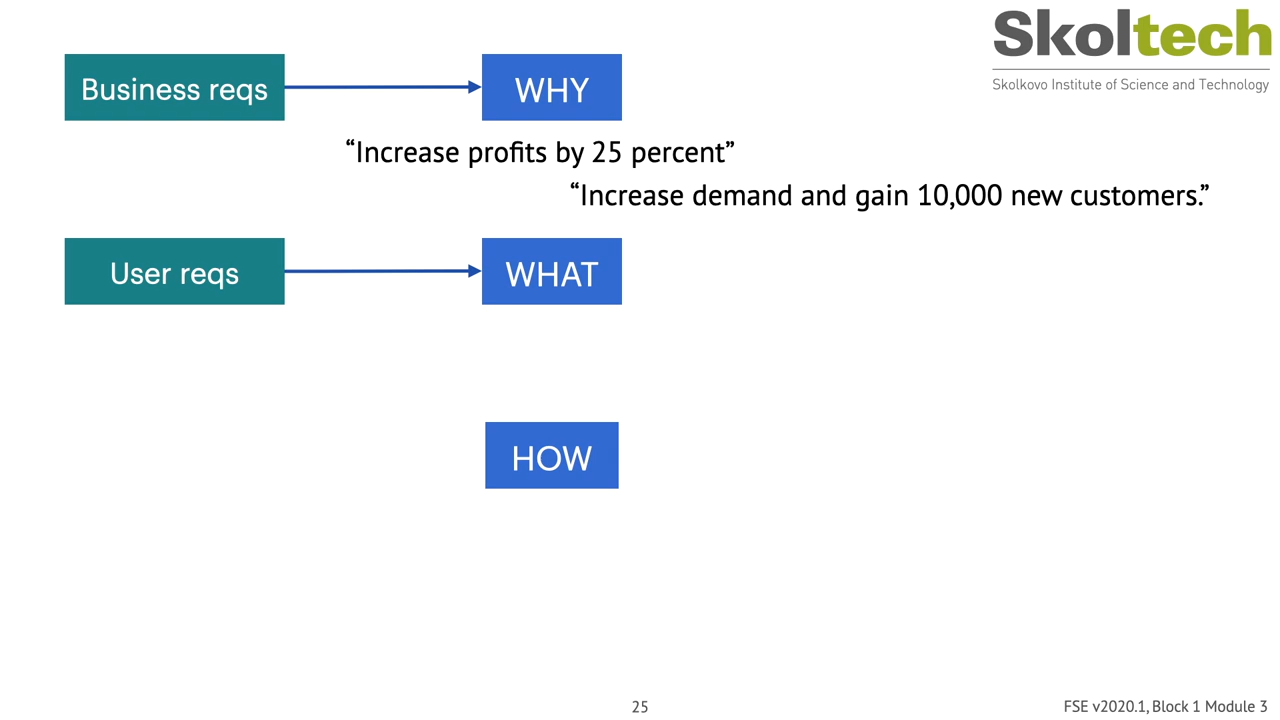 Skoltech
Skolkovo Institute of Science and Technology
Business reqs
WHY
“Increase profits by 25 percent”
“Increase demand and gain 10,000 new customers.”
User reqs
WHAT
HOW
25
FSE v2020.1, Block 1 Module 3